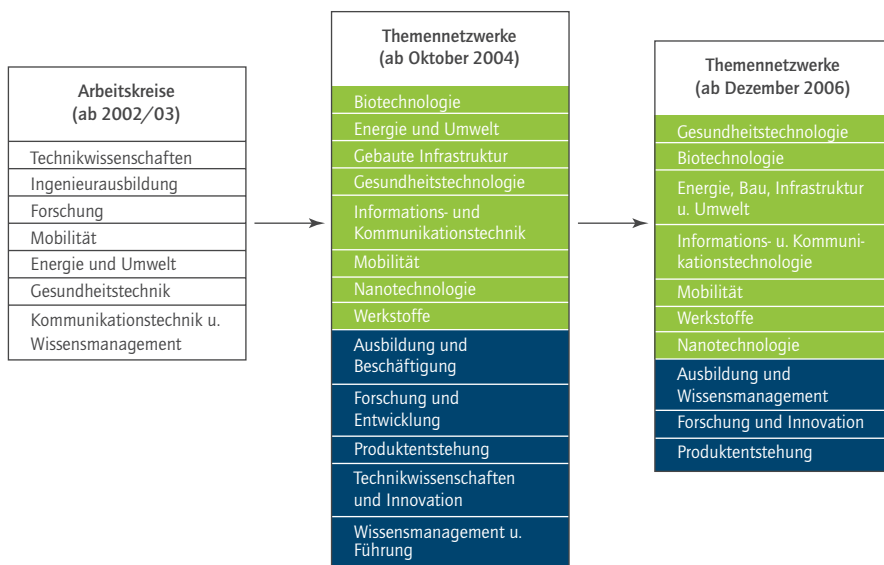 Arbeitskreise
(ab 2002/03)
Technikwissenschaften
Ingenieurausbildung
Forschung
Mobilität
Energie und Umwelt
Gesundheitstechnik
Kommunikationstechnik u.
Wissensmanagement
Themennetzwerke
(ab Oktober 2004)
Biotechnologie
Energie und Umwelt
Gebaute Infrastruktur
Gesundheitstechnologie
Informations- und
Kommunikationstechnik
Mobilität
Nanotechnologie
Werkstoffe
Ausbildung und
Beschäftigung
Forschung und
Entwicklung
Produktentstehung
Technikwissenschaften
und Innovation
Wissensmanagement u.
Führung
Themennetzwerke
(ab Dezember 2006)
Gesundheitstechnologie
Biotechnologie
Energie, Bau, Infrastruktur
u. Umwelt
Informations- u. Kommuni-
kationstechnologie
Mobilität
Werkstoffe
Nanotechnologie
Ausbildung und
Wissensmanagement
Forschung und Innovation
Produktentstehung